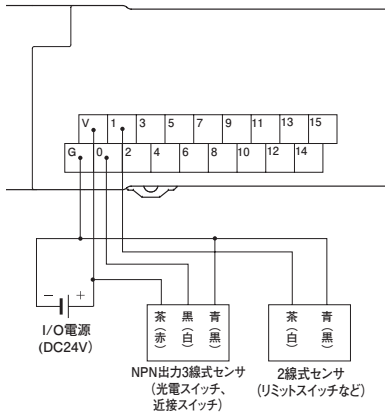 V 1 3 5 7 9 11 13 15
G 0 2 4 6 8 10 12 14
− +
I/O電源
(DC24V)
茶(赤) 黒(白) 青(黒)
NPN出力3線式センサ
(光電スイッチ、
近接スイッチ)
茶(白) 青(黒)
2線式センサ
(リミットスイッチなど)